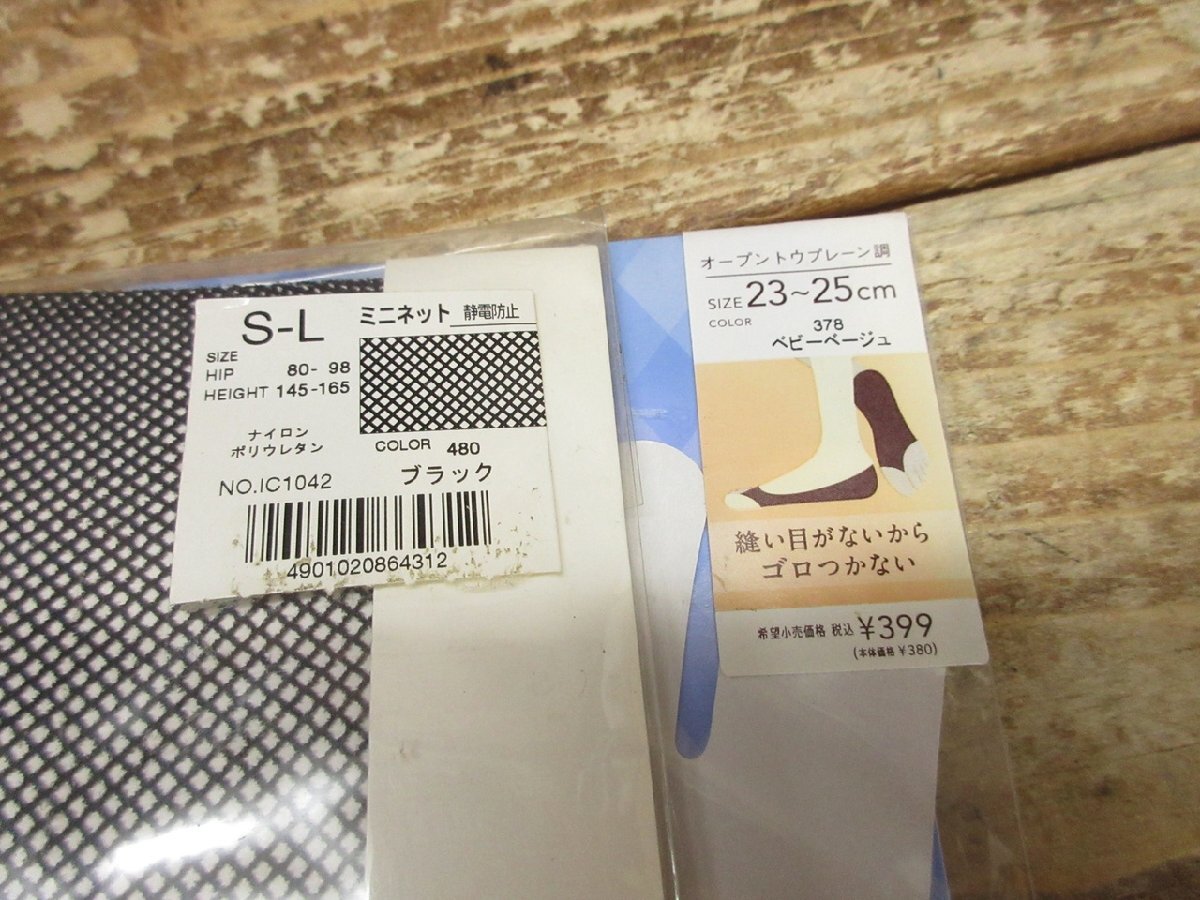 S-L
ミニネット 静電防止
SIZE
HIP 80- 98
HEIGHT 145-165
ナイロン
ポリウレタン
COLOR 480
NO.IC1042 ブラック
4901020864312
オープントウプレーン調
SIZE 23~25cm
COLOR 378
ベビーベージュ
縫い目がないから
ゴロつかない
希望小売価格 税込 ¥399
(本体価格 ¥380)